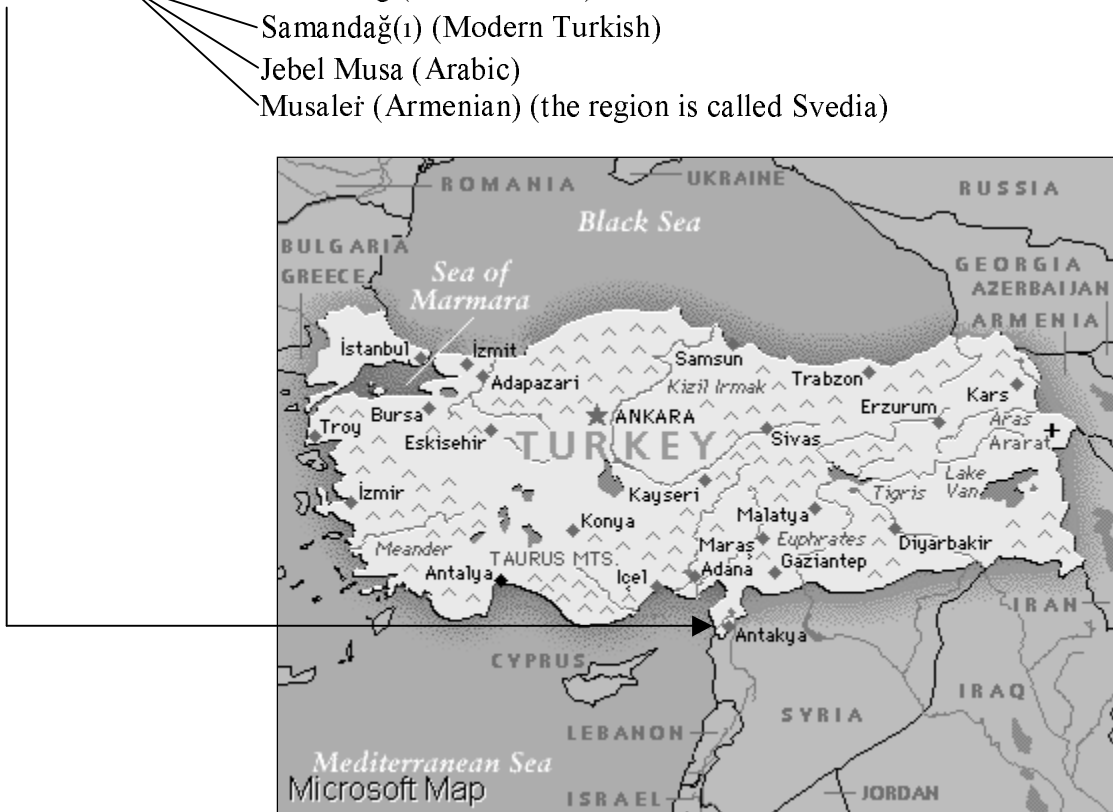 Samandağ(ı) (Modern Turkish)
Jebel Musa (Arabic)
Musaleṙ (Armenian) (the region is called Svedia)
ROMANIA
UKRAINE
RUSSIA
Black Sea
BULGARIA
GREECE
Sea of
Marmara
GEORGIA
AZERBAIJAN
ARMENIA
İstanbul
İzmit
Adapazari
Samsun
Kizil Irmak
Trabzon
Kars
Bursa
ANKARA
Erzurum
Aras
Troy
Eskisehir
TURKEY
Sivas
Ararat
İzmir
Kayseri
Tigris
Lake
Van
Konya
Malatya
Meander
TAURUS MTS.
Maraş
Euphrates
Diyarbakir
Antalya
Içel
Adana
Gaziantep
IRAN
Antakya
CYPRUS
IRAQ
SYRIA
LEBANON
Mediterranean Sea
Microsoft Map
ISRAEL
JORDAN